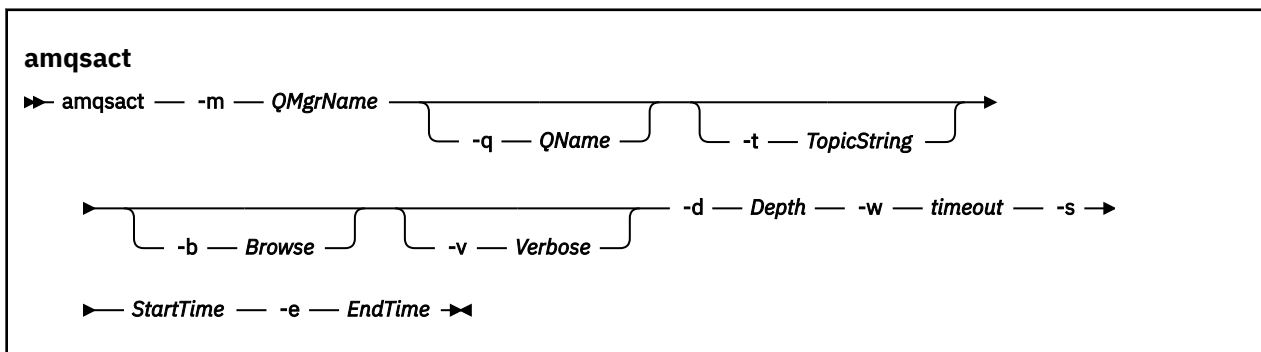 amqsact
amqsact -m QMgrName
-q QName -t TopicString
-d Depth -w timeout -s
-b Browse -v Verbose
StartTime -e EndTime